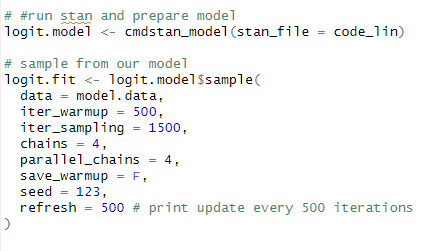 # #run stan and prepare model
logit.model <- cmdstan_model(stan_file = code_lin)
# sample from our model
logit.fit <- logit.model$sample(
  data = model.data,
  iter_warmup = 500,
  iter_sampling = 1500,
  chains = 4,
  parallel_chains = 4,
  save_warmup = F,
  seed = 123,
  refresh = 500 # print update every 500 iterations
)